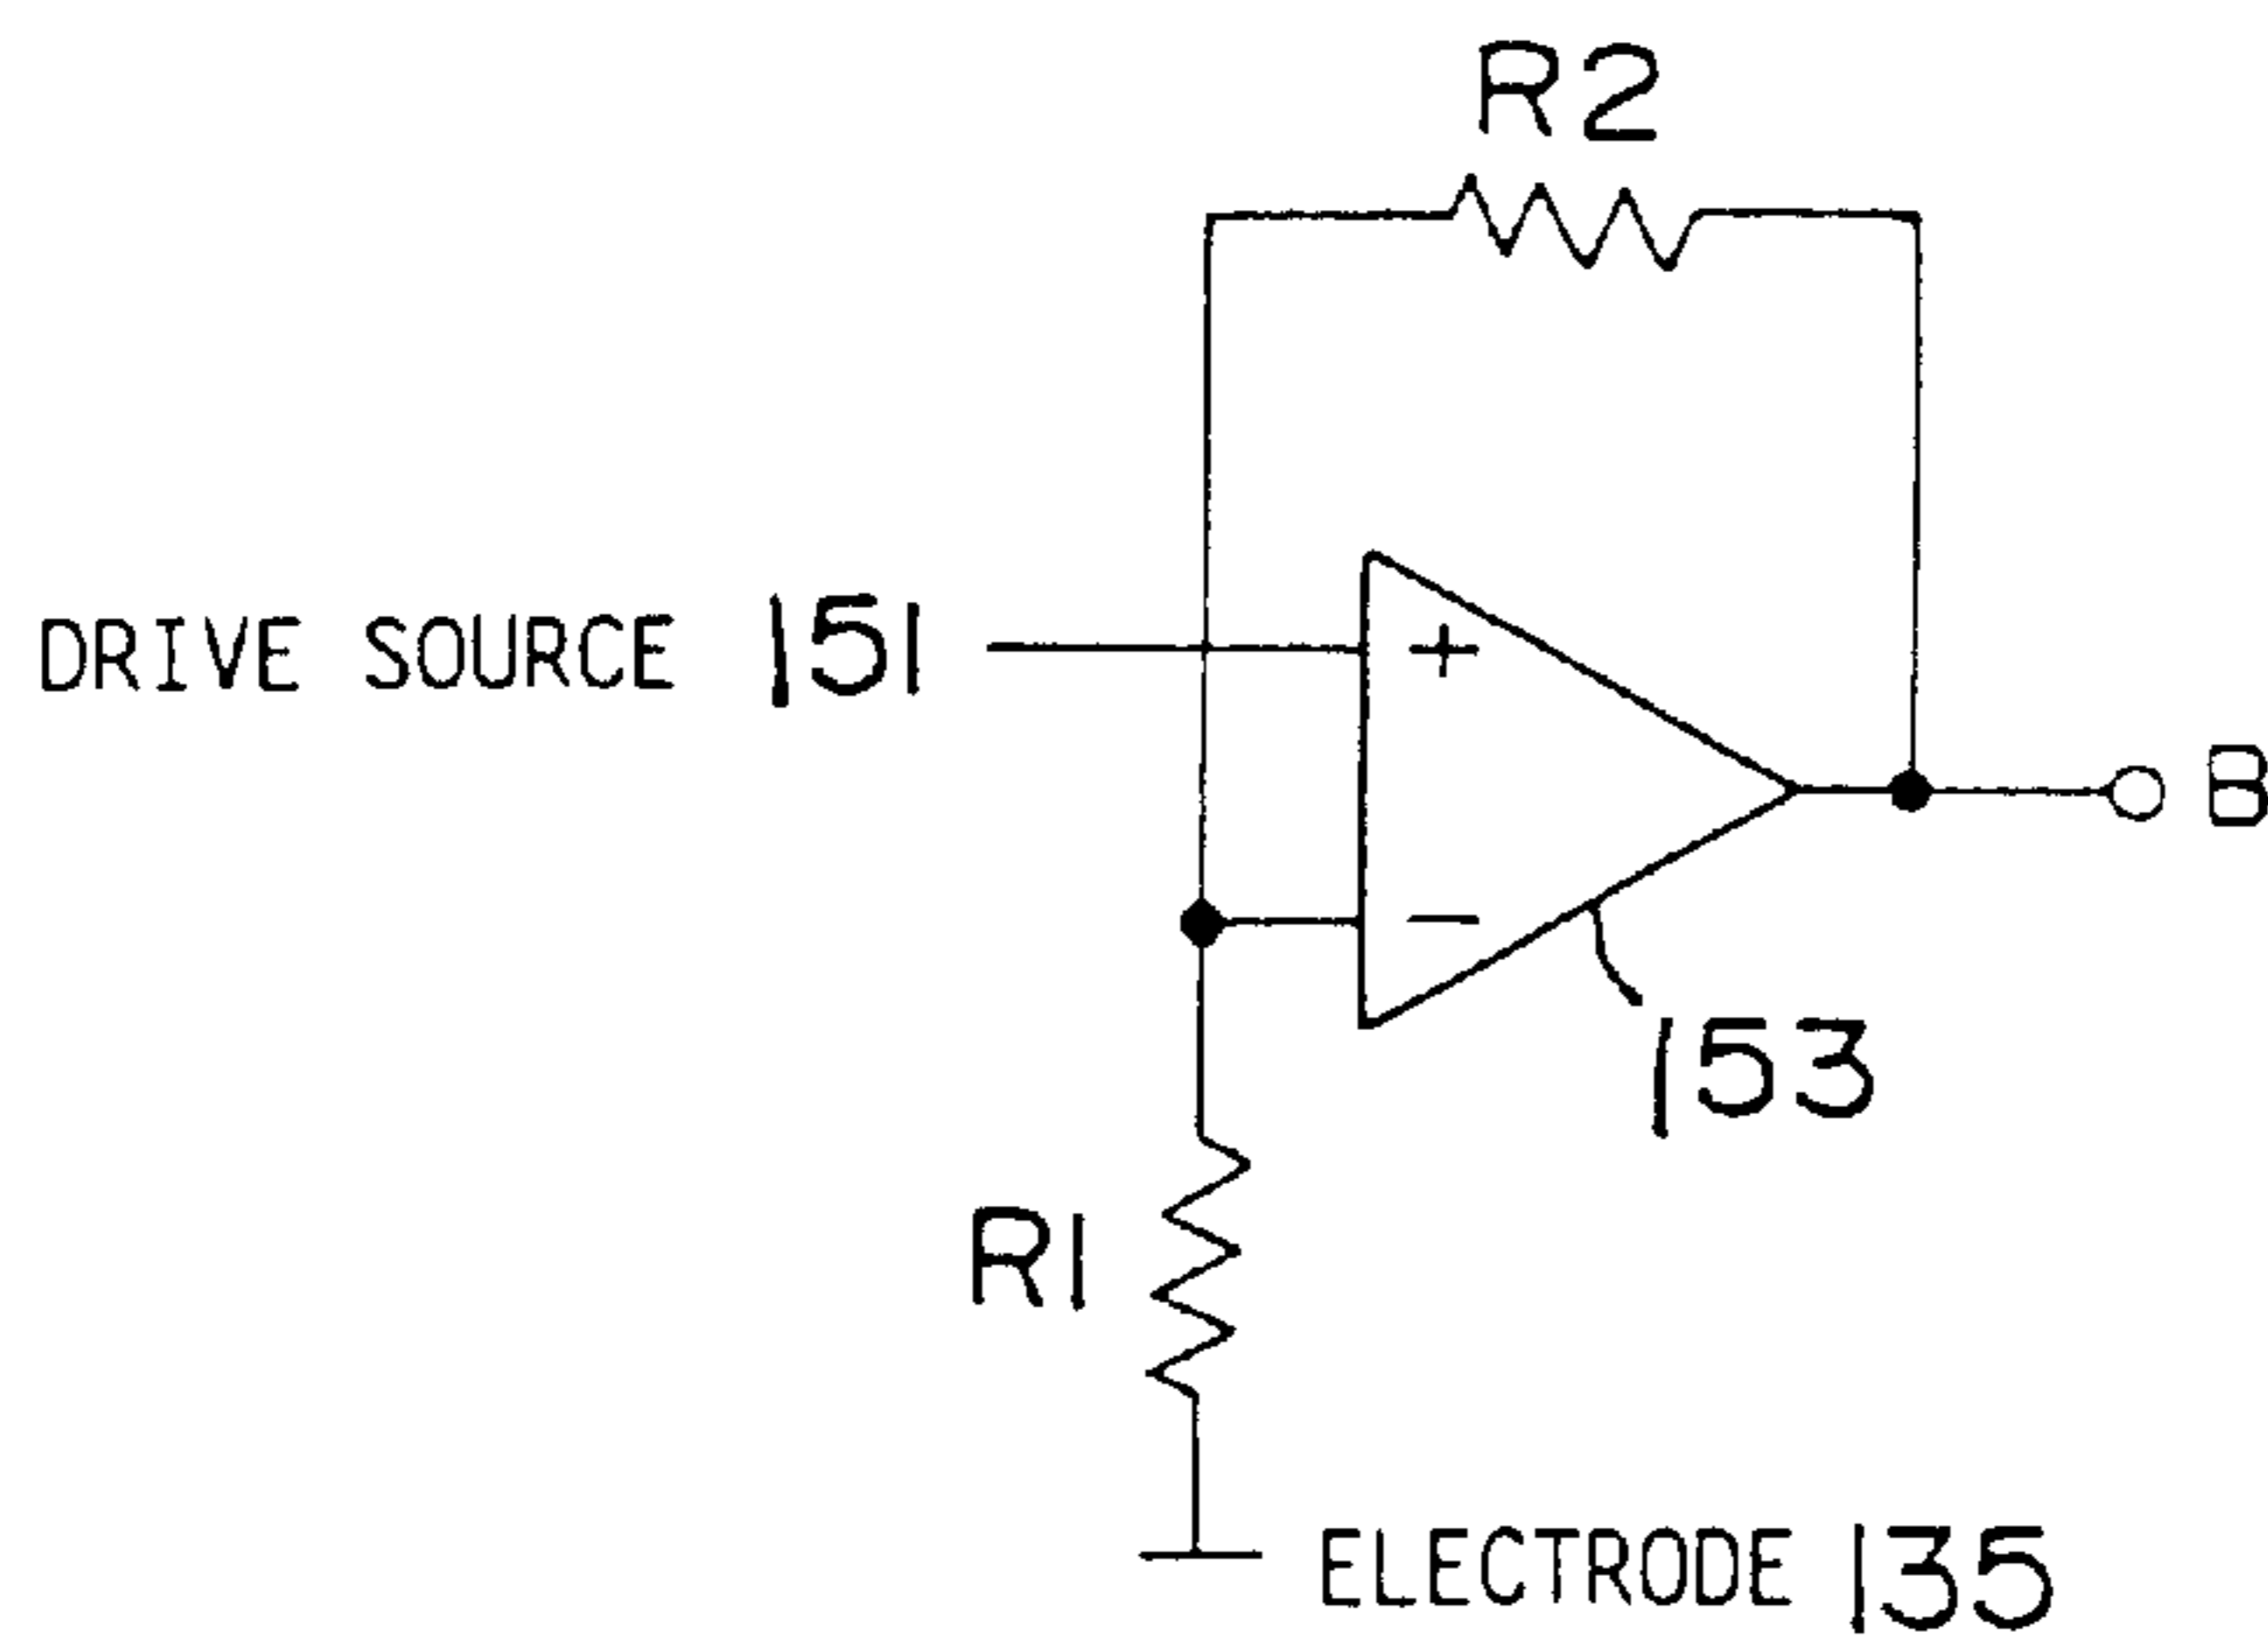 R2
DRIVE SOURCE 151
+
B
−
153
R1
ELECTRODE 135